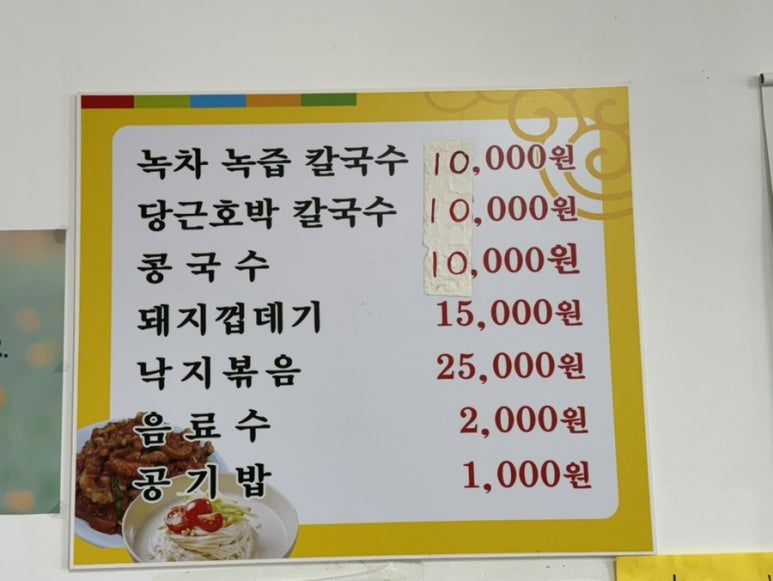 녹차 녹즙 칼국수 10,000원
당근호박 칼국수 10,000원
콩국수 10,000원
돼지껍데기 15,000원
낙지볶음 25,000원
음료수 2,000원
공기밥 1,000원